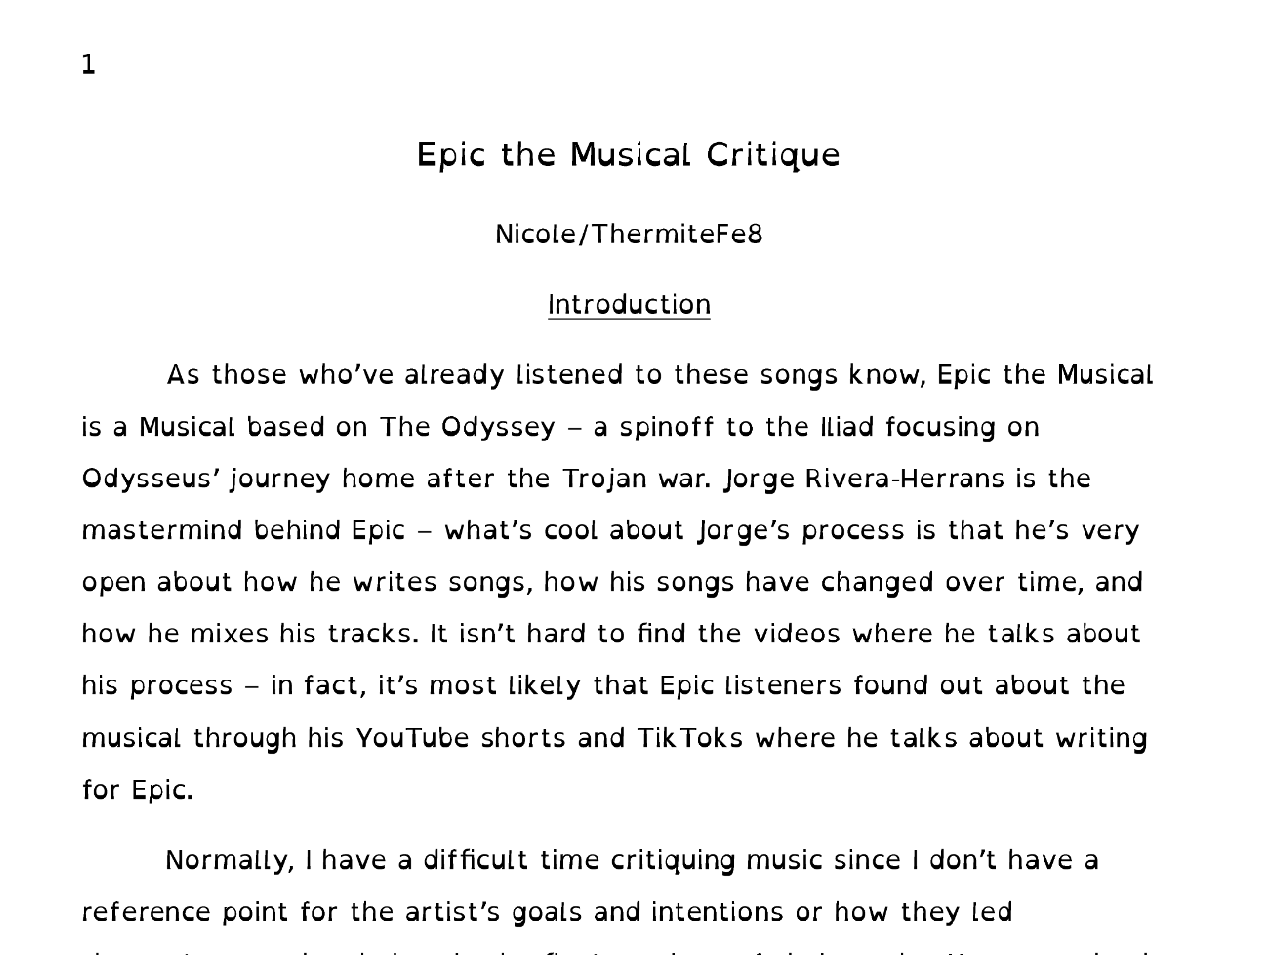 1
Epic the Musical Critique
Nicole/ThermiteFe8
Introduction
As those who’ve already listened to these songs know, Epic the Musical
is a Musical based on The Odyssey – a spinoff to the Iliad focusing on
Odysseus’ journey home after the Trojan war. Jorge Rivera-Herrans is the
mastermind behind Epic – what’s cool about Jorge’s process is that he’s very
open about how he writes songs, how his songs have changed over time, and
how he mixes his tracks. It isn’t hard to find the videos where he talks about
his process – in fact, it’s most likely that Epic listeners found out about the
musical through his YouTube shorts and TikToks where he talks about writing
for Epic.
Normally, I have a difficult time critiquing music since I don’t have a
reference point for the artist’s goals and intentions or how they led